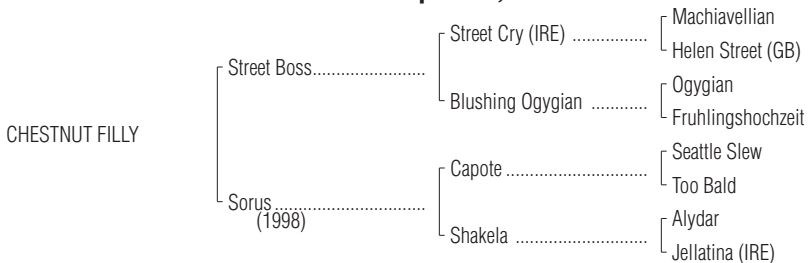 Machiavellian
Street Cry (IRE) ................
Helen Street (GB)
Street Boss........................
Ogygian
Blushing Ogygian ............
Fruhlingshochzeit
CHESTNUT FILLY
Seattle Slew
Capote ..............................
Too Bald
Sorus ................................
(1998)
Alydar
Shakela ............................
Jellatina (IRE)